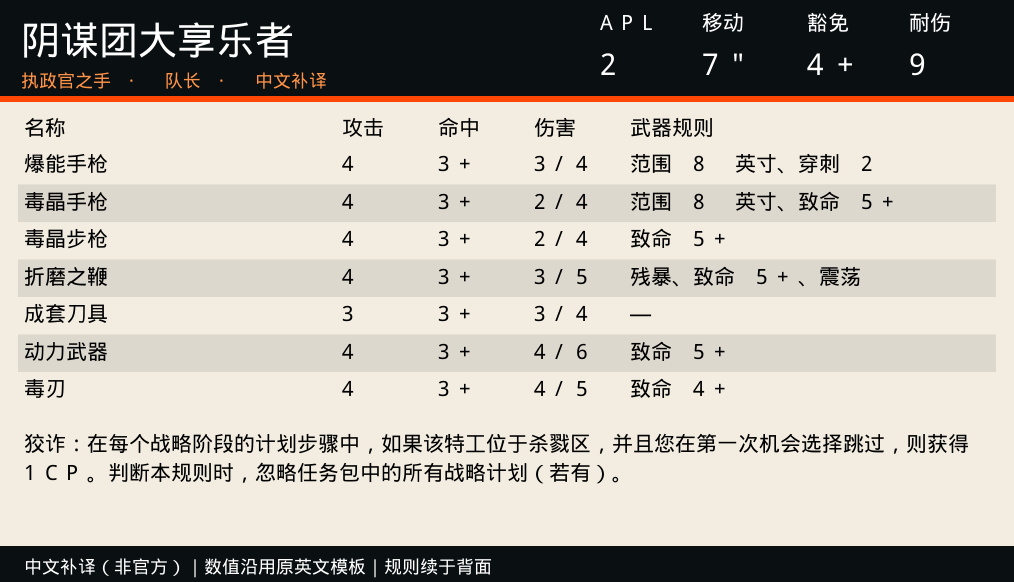 阴谋团大享乐者
执政官之手 · 队长 · 中文补译
APL 移动 豁免 耐伤
2 7" 4+ 9
名称 攻击 命中 伤害 武器规则
爆能手枪 4 3+ 3/4 范围 8 英寸、穿刺 2
毒晶手枪 4 3+ 2/4 范围 8 英寸、致命 5+
毒晶步枪 4 3+ 2/4 致命 5+
折磨之鞭 4 3+ 3/5 残暴、致命 5+、震荡
成套刀具 3 3+ 3/4 —
动力武器 4 3+ 4/6 致命 5+
毒刃 4 3+ 4/5 致命 4+
狡诈：在每个战略阶段的计划步骤中，如果该特工位于杀戮区，并且您在第一次机会选择跳过，则获得
1CP。判断本规则时，忽略任务包中的所有战略计划（若有）。
中文补译（非官方）| 数值沿用原英文模板 | 规则续于背面